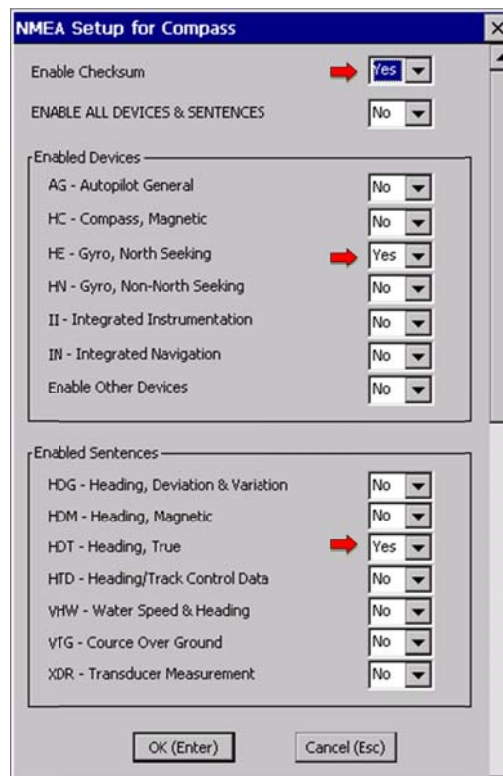 NMEA Setup for Compass
Enable Checksum Yes
ENABLE ALL DEVICES & SENTENCES No
Enabled Devices
AG - Autopilot General No
HC - Compass, Magnetic No
HE - Gyro, North Seeking Yes
HN - Gyro, Non-North Seeking No
II - Integrated Instrumentation No
IN - Integrated Navigation No
Enable Other Devices No
Enabled Sentences
HDG - Heading, Deviation & Variation No
HDM - Heading, Magnetic No
HDT - Heading, True Yes
HTD - Heading/Track Control Data No
VHW - Water Speed & Heading No
VTG - Cource Over Ground No
XDR - Transducer Measurement No
OK (Enter) Cancel (Esc)